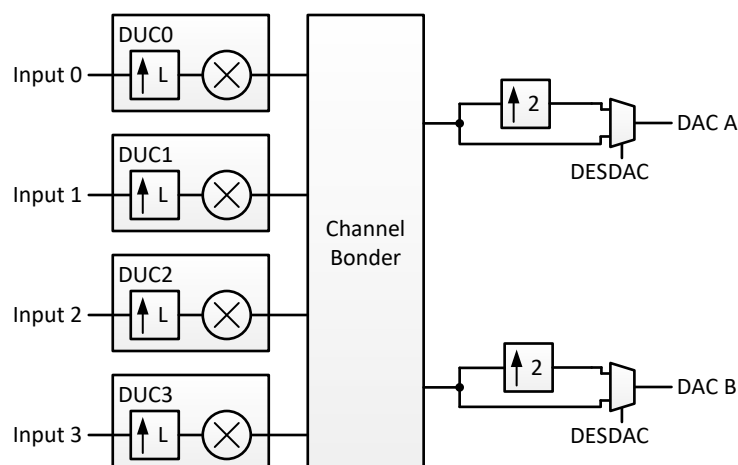 DUC0
Input 0
L
DUC1
Input 1
L
DUC2
Input 2
L
DUC3
Input 3
L
Channel
Bonder
2
DAC A
DESDAC
2
DAC B
DESDAC